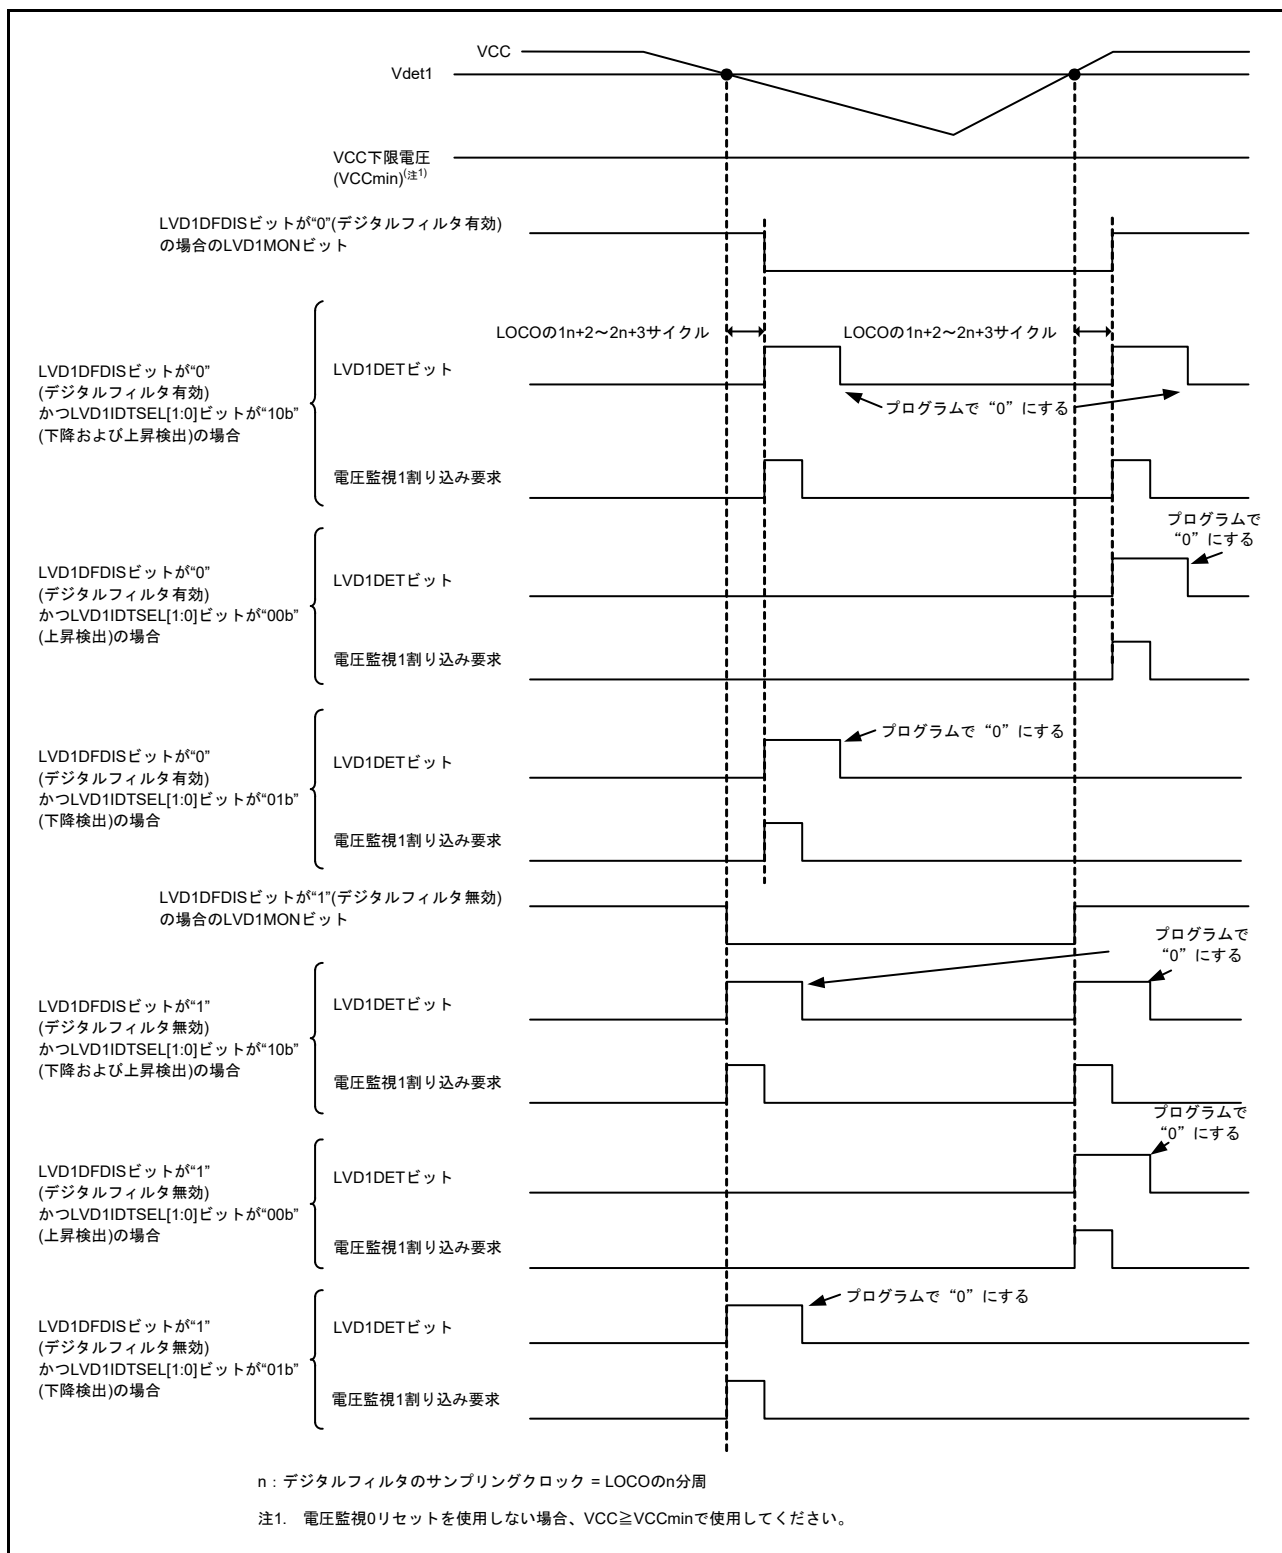 VCC
Vdet1
VCC下限電圧
(VCCmin)(注1)
LVD1DFDISビットが“0”(デジタルフィルタ有効)
の場合のLVD1MONビット
LOCOの1n+2～2n+3サイクル
LOCOの1n+2～2n+3サイクル
LVD1DFDISビットが“0”
(デジタルフィルタ有効)
かつLVD1IDTSEL[1:0]ビットが“10b”
(下降および上昇検出)の場合
LVD1DETビット
プログラムで“0”にする
電圧監視1割り込み要求
プログラムで
“0”にする
LVD1DFDISビットが“0”
(デジタルフィルタ有効)
かつLVD1IDTSEL[1:0]ビットが“00b”
(上昇検出)の場合
LVD1DETビット
電圧監視1割り込み要求
プログラムで“0”にする
LVD1DFDISビットが“0”
(デジタルフィルタ有効)
かつLVD1IDTSEL[1:0]ビットが“01b”
(下降検出)の場合
LVD1DETビット
電圧監視1割り込み要求
LVD1DFDISビットが“1”(デジタルフィルタ無効)
の場合のLVD1MONビット
プログラムで
“0”にする
LVD1DFDISビットが“1”
(デジタルフィルタ無効)
かつLVD1IDTSEL[1:0]ビットが“10b”
(下降および上昇検出)の場合
LVD1DETビット
電圧監視1割り込み要求
プログラムで
“0”にする
LVD1DFDISビットが“1”
(デジタルフィルタ無効)
かつLVD1IDTSEL[1:0]ビットが“00b”
(上昇検出)の場合
LVD1DETビット
電圧監視1割り込み要求
プログラムで“0”にする
LVD1DFDISビットが“1”
(デジタルフィルタ無効)
かつLVD1IDTSEL[1:0]ビットが“01b”
(下降検出)の場合
LVD1DETビット
電圧監視1割り込み要求
n：デジタルフィルタのサンプリングクロック = LOCOのn分周
注1. 電圧監視0リセットを使用しない場合、VCC≧VCCminで使用してください。